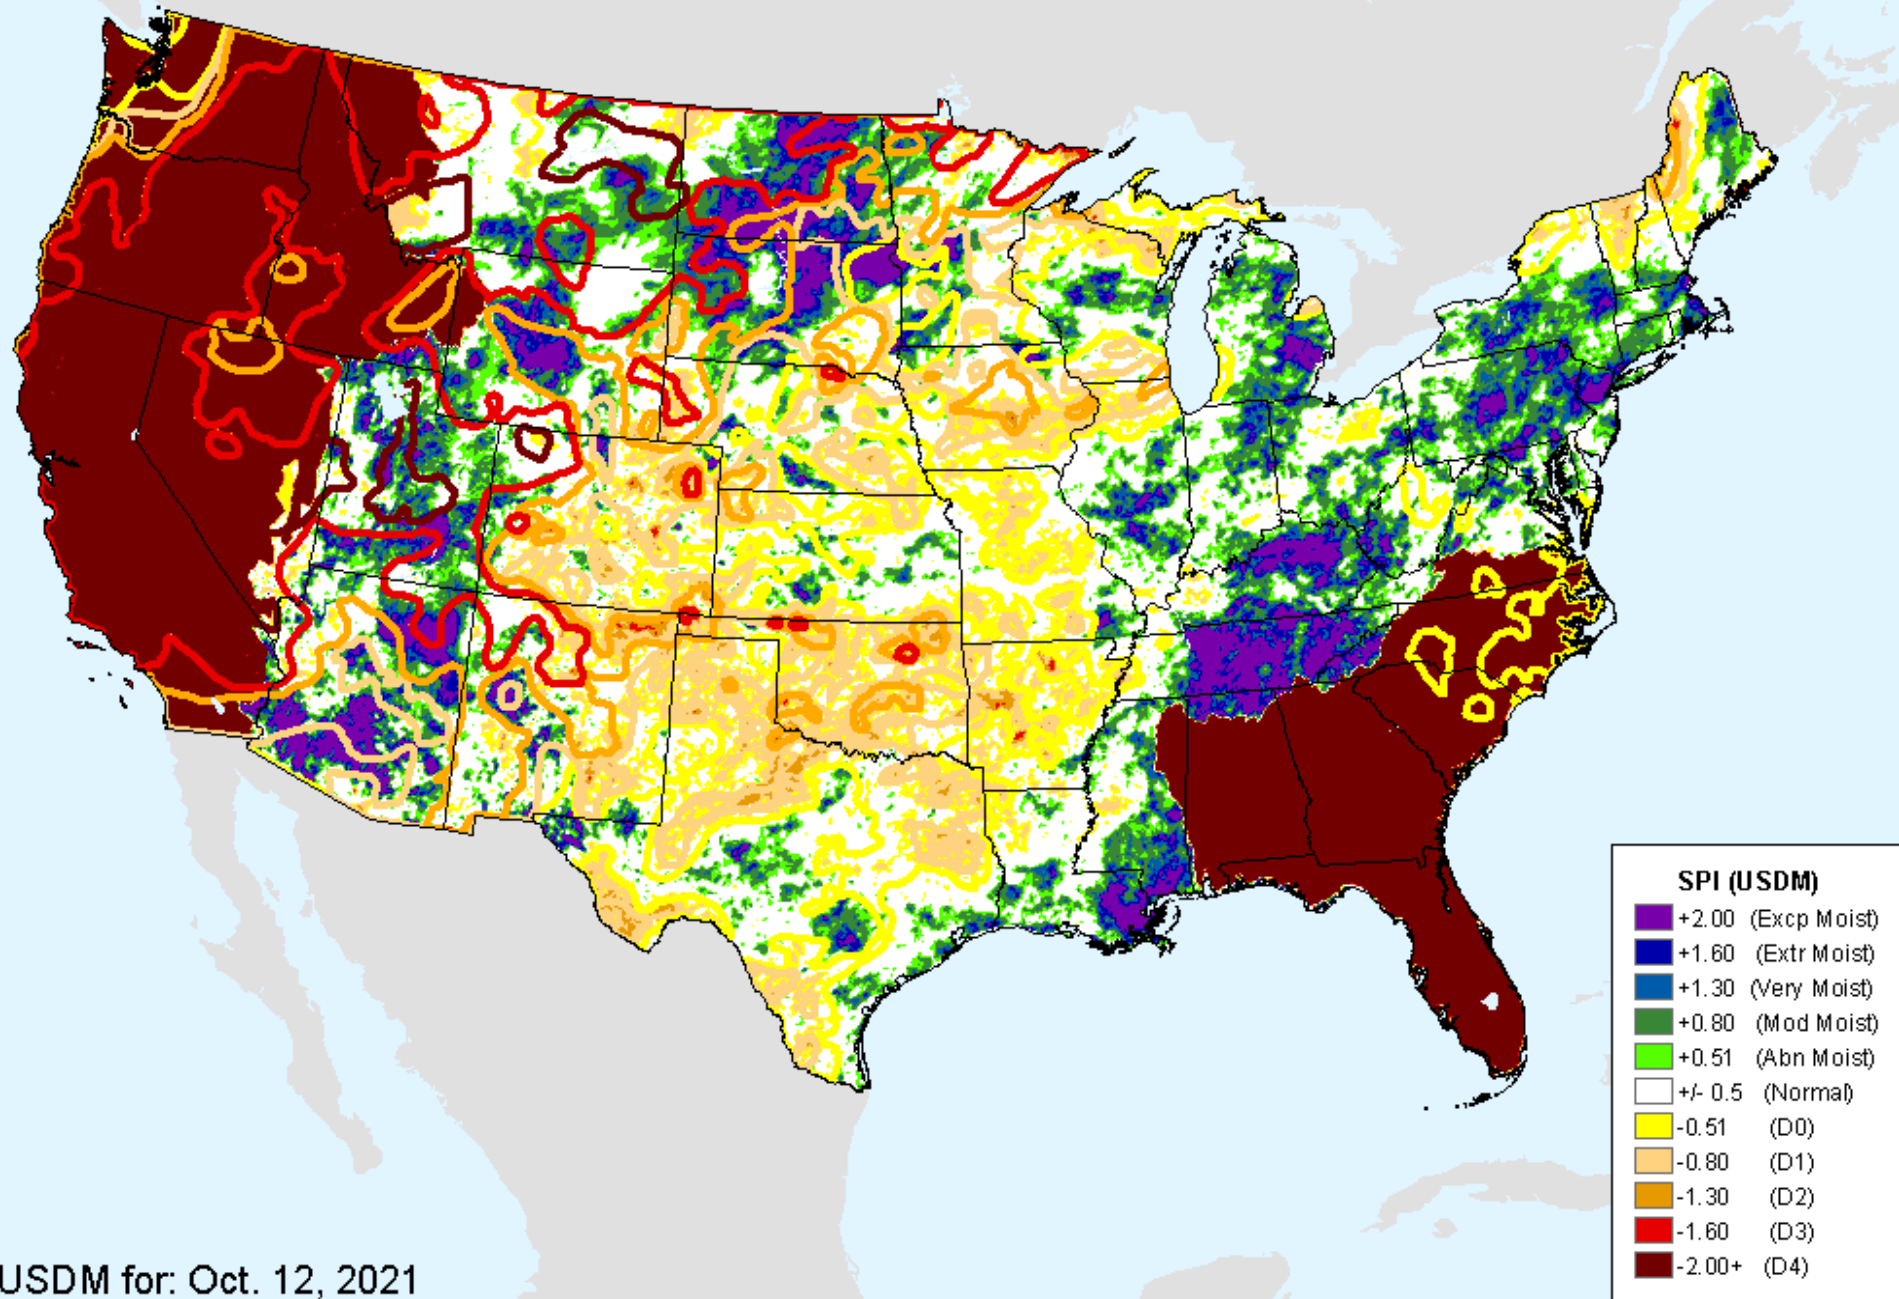 SPI (USDM)
+2.00 (Excp Moist)
+1.60 (Extr Moist)
+1.30 (Very Moist)
+0.80 (Mod Moist)
+0.51 (Abn Moist)
+/- 0.5 (Normal)
-0.51 (D0)
-0.80 (D1)
-1.30 (D2)
-1.60 (D3)
-2.00+ (D4)
USDM for: Oct. 12, 2021